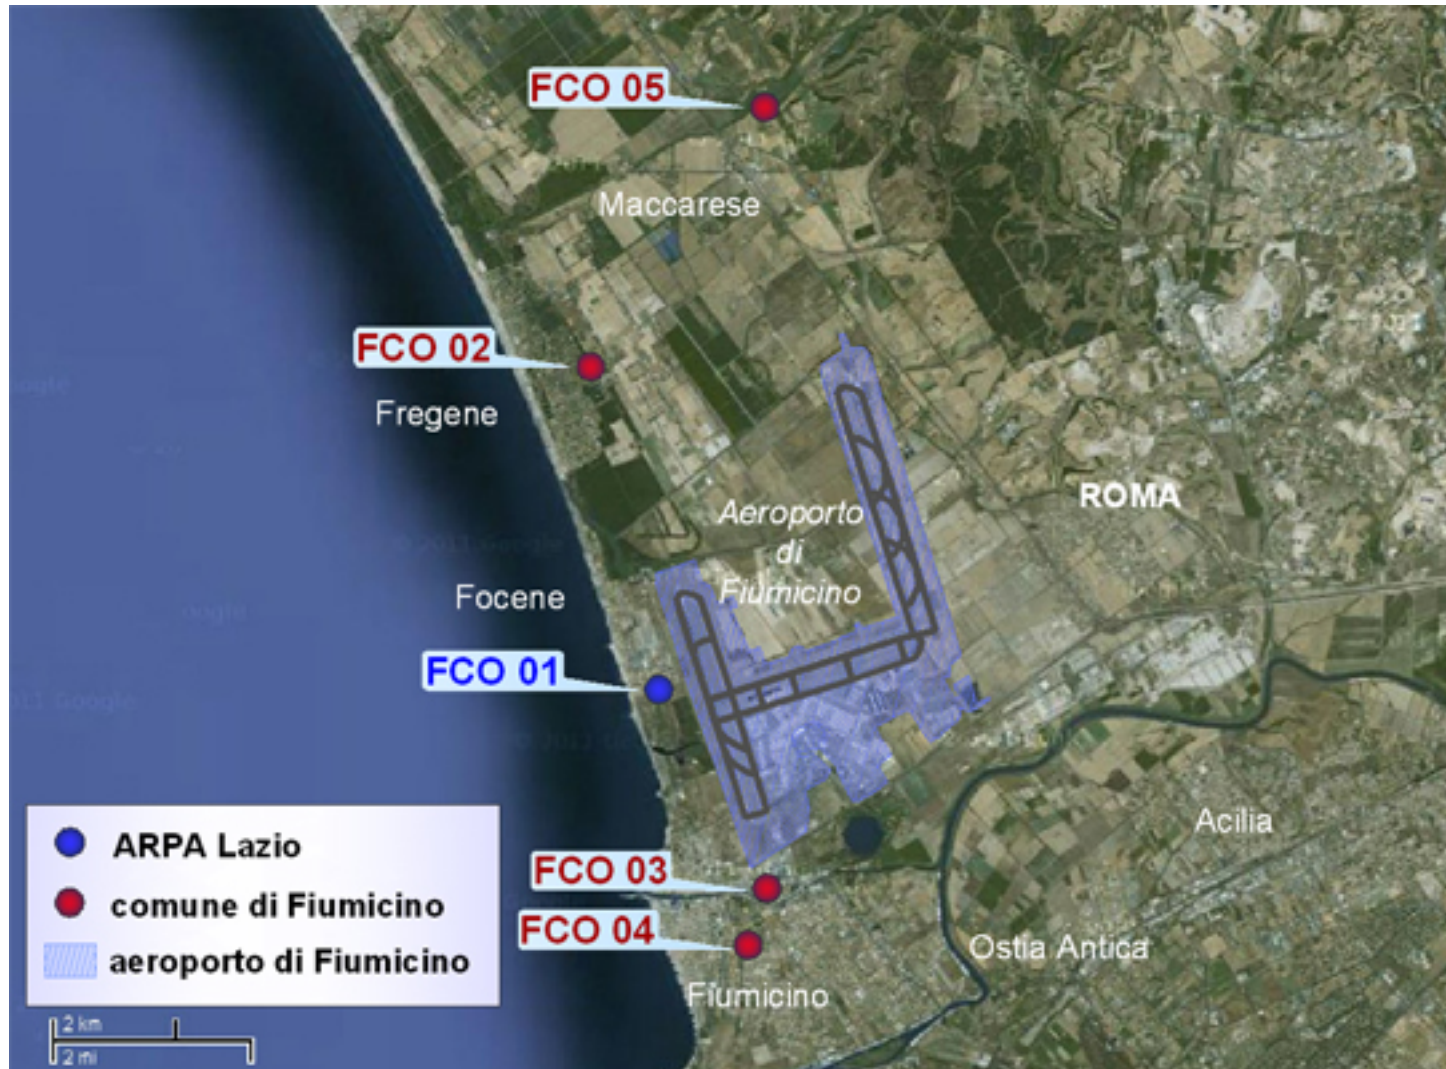 FCO 05
Maccarese
FCO 02
Fregene
ROMA
Aeroporto
di
Fiumicino
Focene
FCO 01
Acilia
ARPA Lazio
comune di Fiumicino
aeroporto di Fiumicino
FCO 03
FCO 04
Ostia Antica
Fiumicino
2 km
2 mi